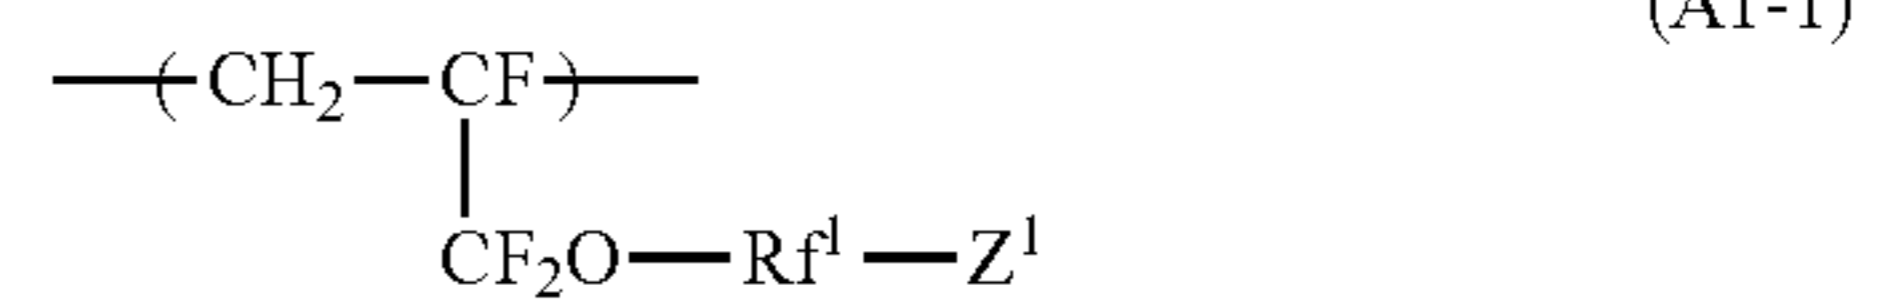 (A1-1)
—(CH₂—CF)—
CF₂O—Rf¹—Z¹